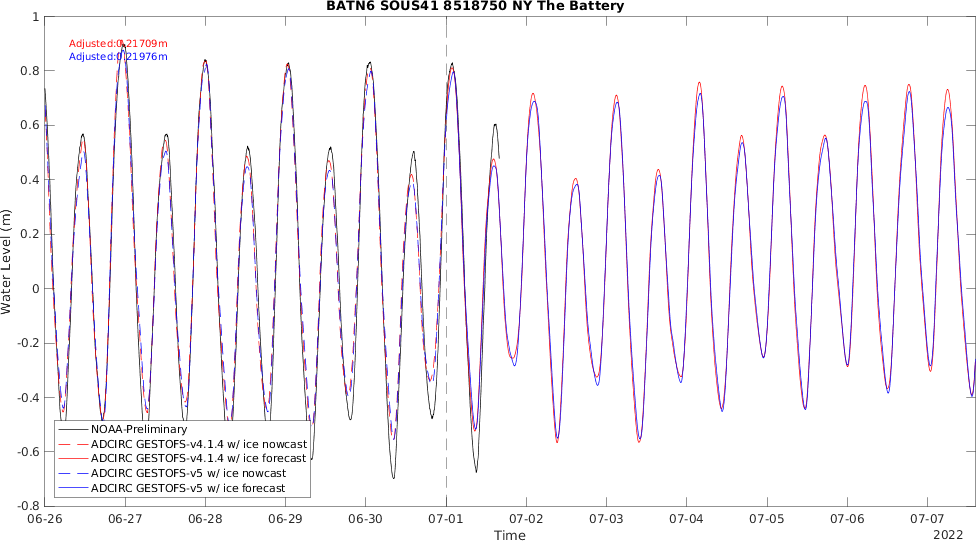 BATN6 SOUS41 8518750 NY The Battery
1
0.8
0.6
0.4
0.2
0
-0.2
-0.4
-0.6
-0.8
Water Level (m)
Adjusted:0.21709m
Adjusted:0.21976m
NOAA-Preliminary
ADCIRC GESTOFS-v4.1.4 w/ ice nowcast
ADCIRC GESTOFS-v4.1.4 w/ ice forecast
ADCIRC GESTOFS-v5 w/ ice nowcast
ADCIRC GESTOFS-v5 w/ ice forecast
06-26 06-27 06-28 06-29 06-30 07-01 07-02 07-03 07-04 07-05 07-06 07-07
Time
2022